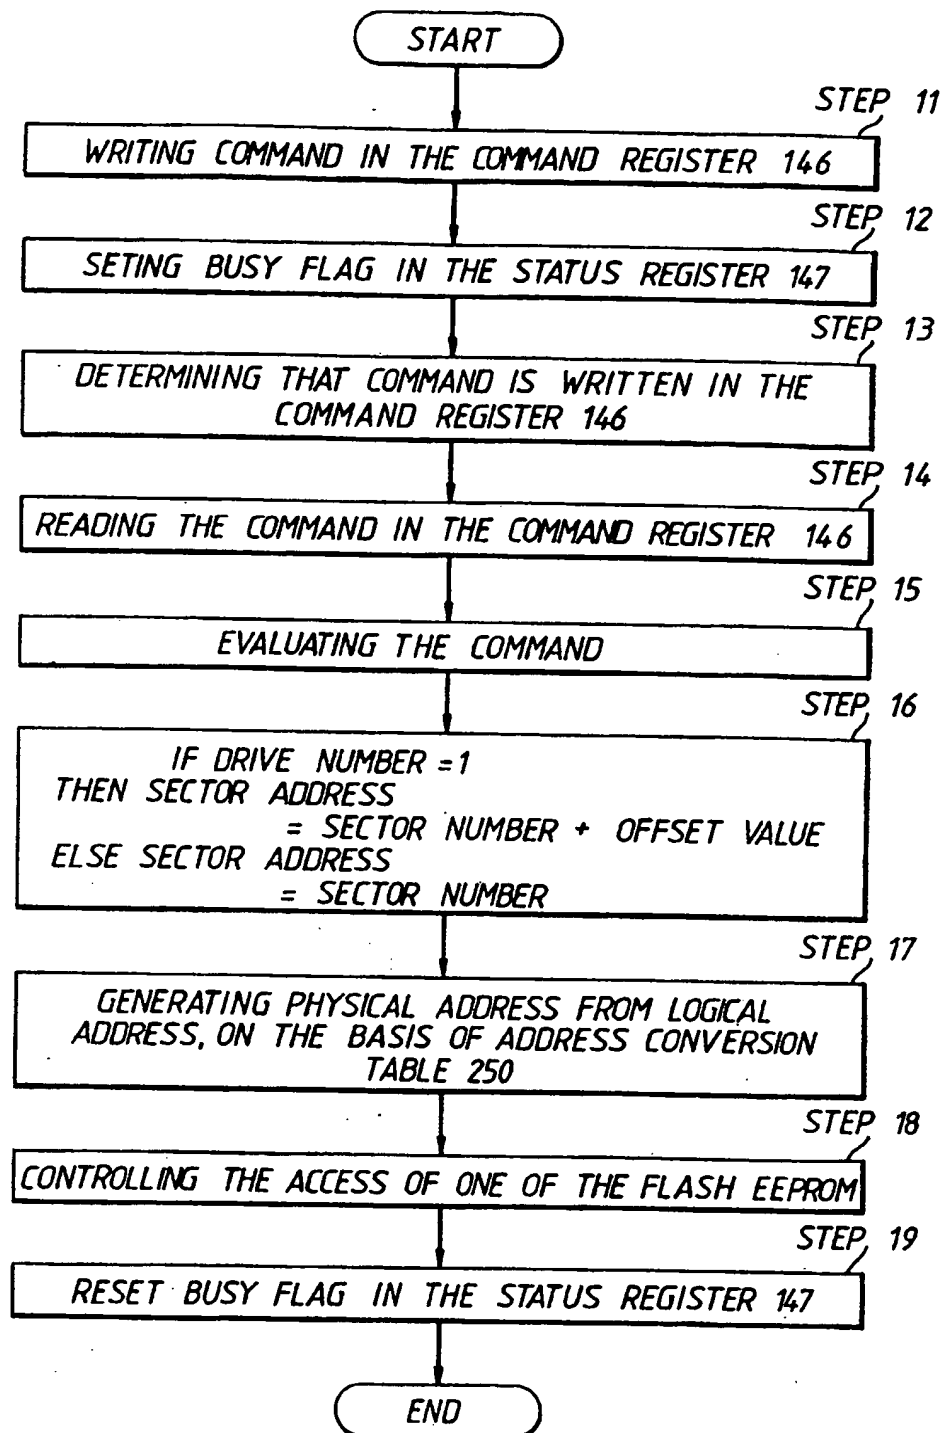 START
STEP 11
WRITING COMMAND IN THE COMMAND REGISTER 146
STEP 12
SETING BUSY FLAG IN THE STATUS REGISTER 147
STEP 13
DETERMINING THAT COMMAND IS WRITTEN IN THE
COMMAND REGISTER 146
STEP 14
READING THE COMMAND IN THE COMMAND REGISTER 146
STEP 15
EVALUATING THE COMMAND
STEP 16
IF DRIVE NUMBER = 1
THEN SECTOR ADDRESS
= SECTOR NUMBER + OFFSET VALUE
ELSE SECTOR ADDRESS
= SECTOR NUMBER
STEP 17
GENERATING PHYSICAL ADDRESS FROM LOGICAL
ADDRESS, ON THE BASIS OF ADDRESS CONVERSION
TABLE 250
STEP 18
CONTROLLING THE ACCESS OF ONE OF THE FLASH EEPROM
STEP 19
RESET BUSY FLAG IN THE STATUS REGISTER 147
END